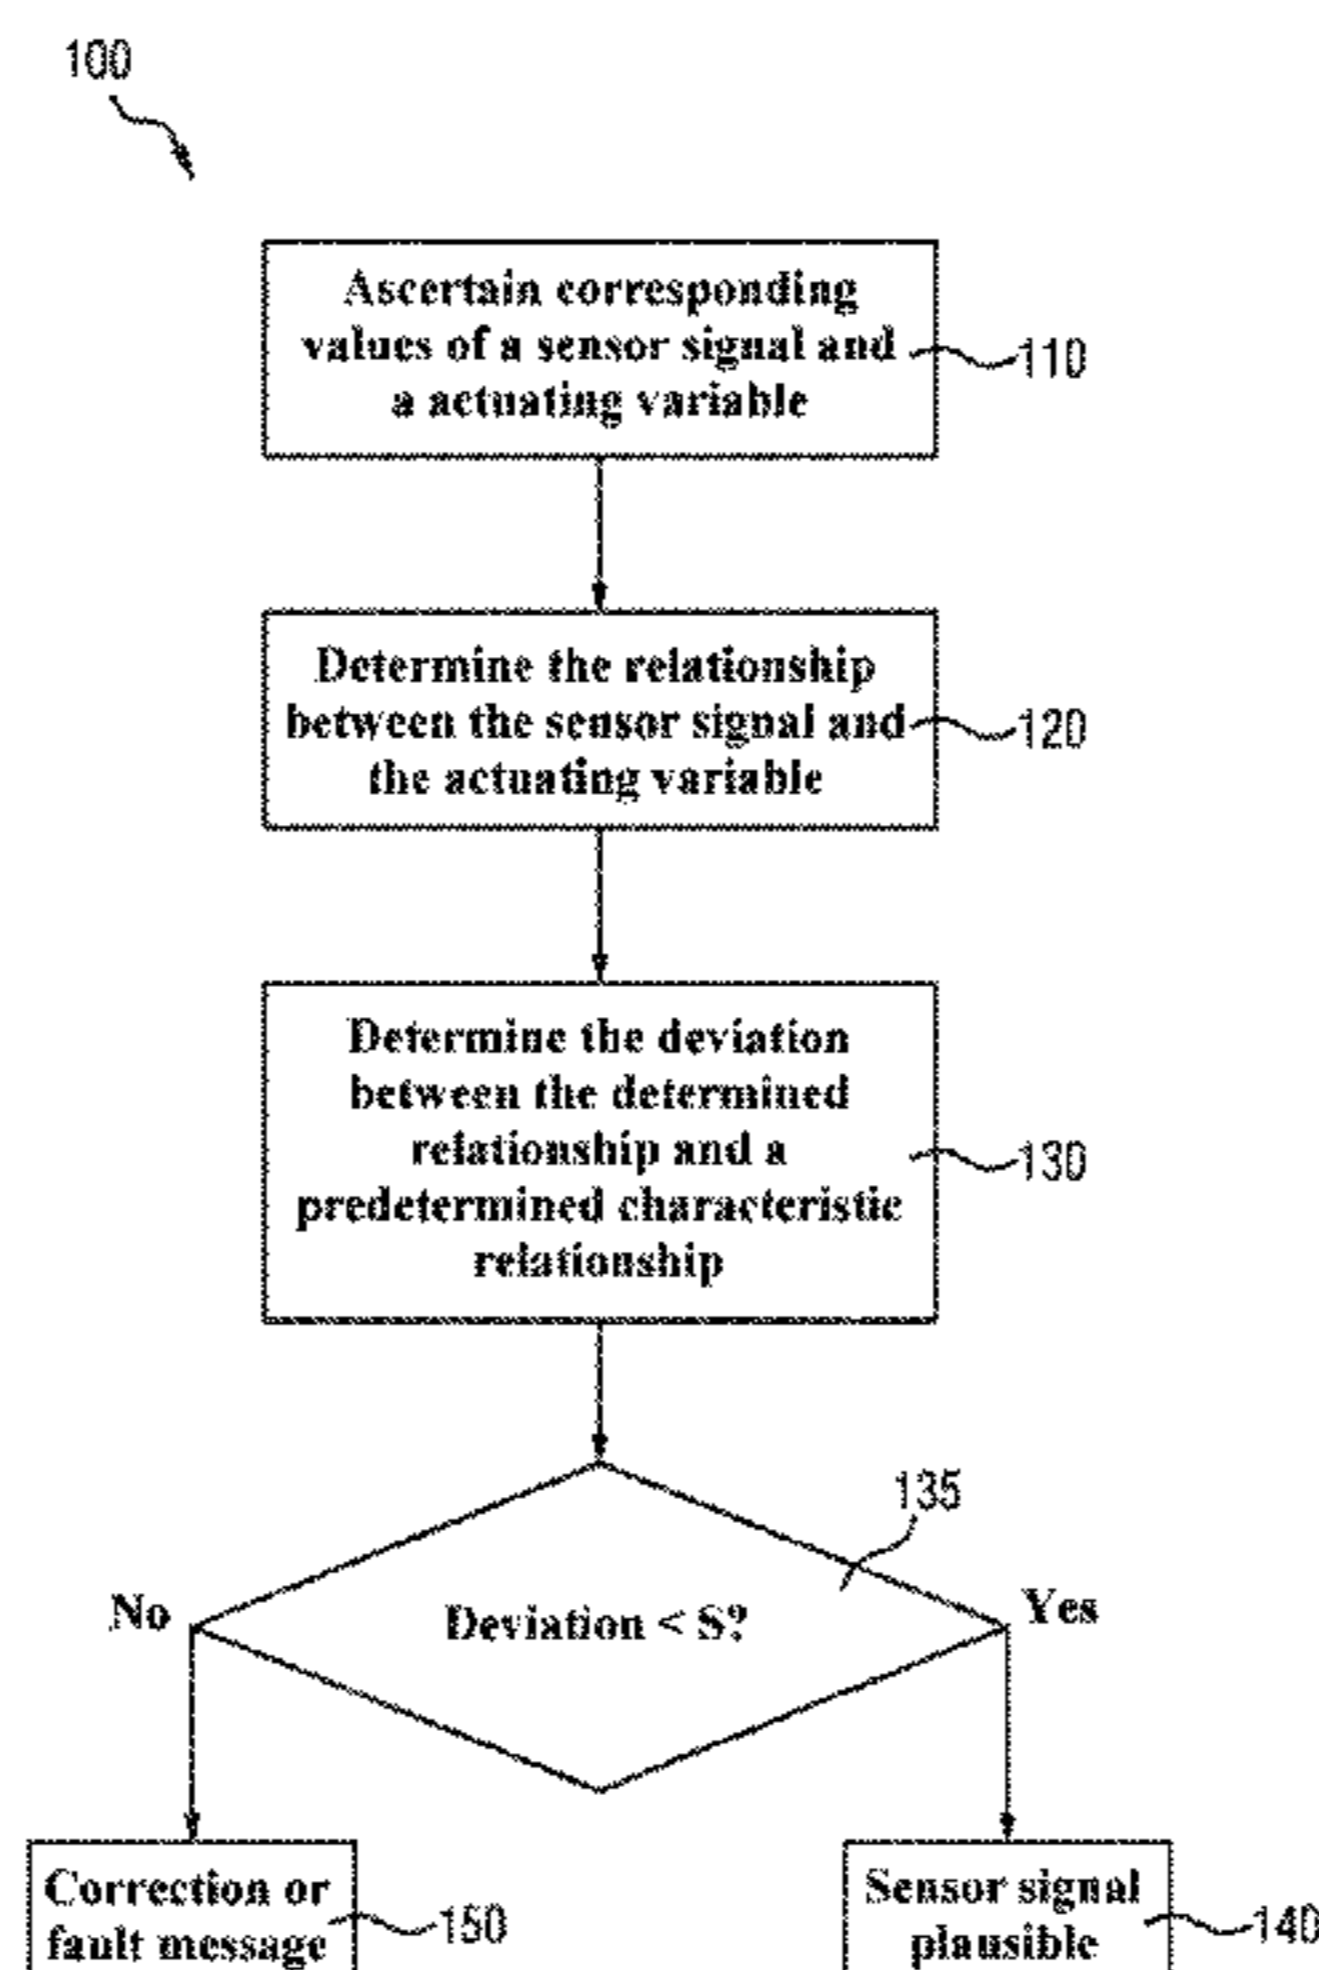 100
Ascertain corresponding
values of a sensor signal and
a actuating variable
110
Determine the relationship
between the sensor signal and
the actuating variable
120
Determine the deviation
between the determined
relationship and a
predetermined characteristic
relationship
130
135
No
Deviation < S?
Yes
Correction or
fault message
150
Sensor signal
plausible
140